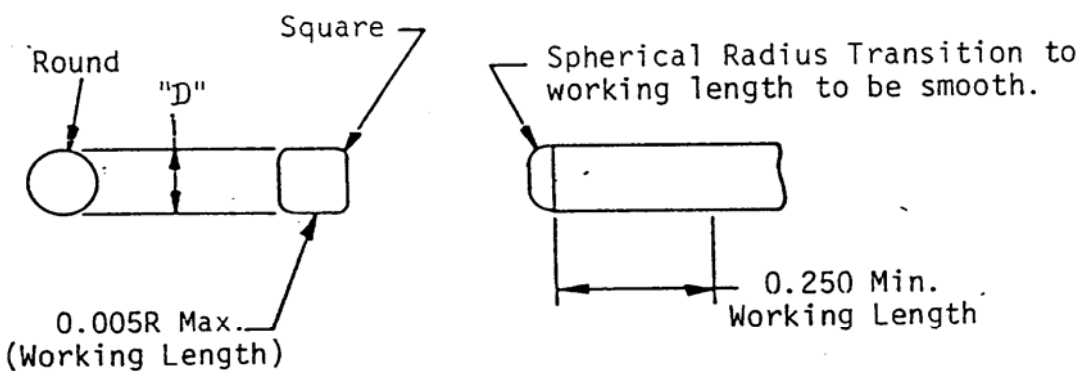 Square
Round
"D"
Spherical Radius Transition to
working length to be smooth.
0.005R Max.
(Working Length)
0.250 Min.
Working Length